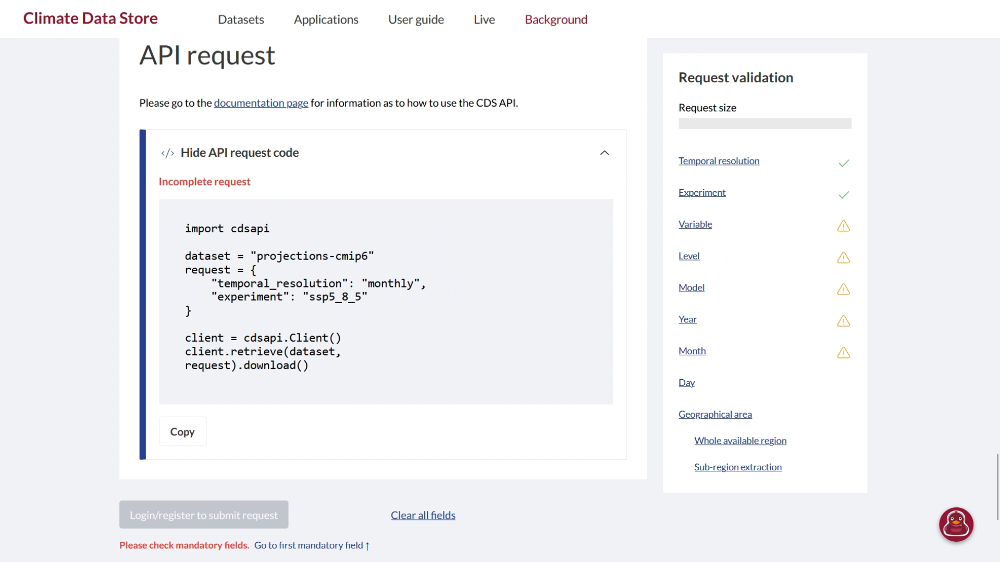 Climate Data Store
Datasets
Applications
User guide
Live
Background
API request
Please go to the documentation page for information as to how to use the CDS API.
</> Hide API request code
Incomplete request
import cdsapi
dataset = "projections-cmip6"
request = {
    "temporal_resolution": "monthly",
    "experiment": "ssp5_8_5"
}
client = cdsapi.Client()
client.retrieve(dataset,
request).download()
Copy
Login/register to submit request
Clear all fields
Please check mandatory fields. Go to first mandatory field ↑
Request validation
Request size
Temporal resolution
Experiment
Variable
Level
Model
Year
Month
Day
Geographical area
Whole available region
Sub-region extraction